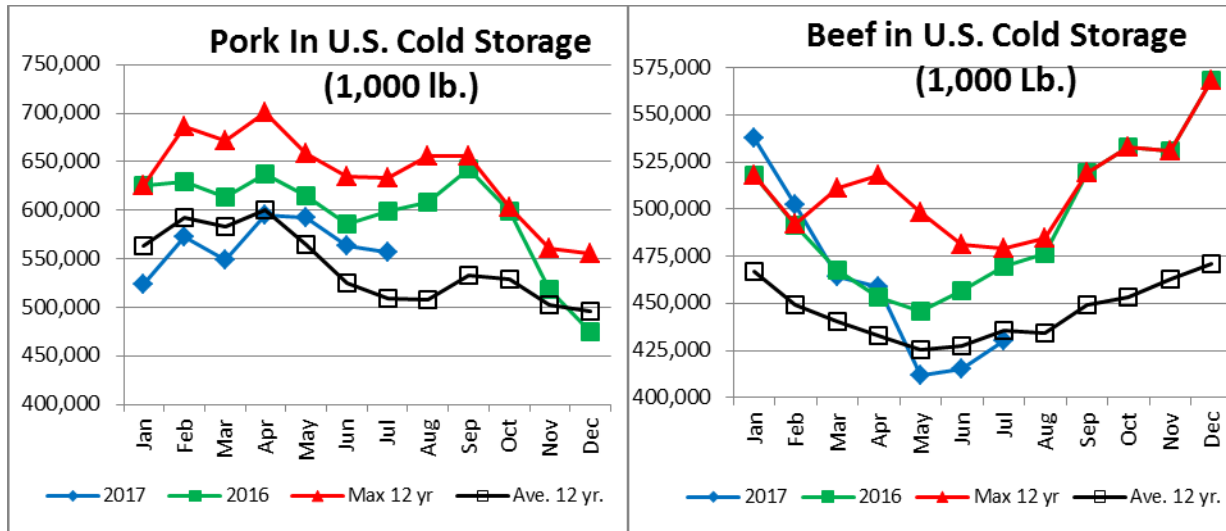 Pork In U.S. Cold Storage
(1,000 lb.)
750,000
700,000
650,000
600,000
550,000
500,000
450,000
400,000
Jan Feb Mar Apr May Jun Jul Aug Sep Oct Nov Dec
2017 2016 Max 12 yr Ave. 12 yr.
Beef in U.S. Cold Storage
(1,000 Lb.)
575,000
550,000
525,000
500,000
475,000
450,000
425,000
400,000
Jan Feb Mar Apr May Jun Jul Aug Sep Oct Nov Dec
2017 2016 Max 12 yr Ave. 12 yr.